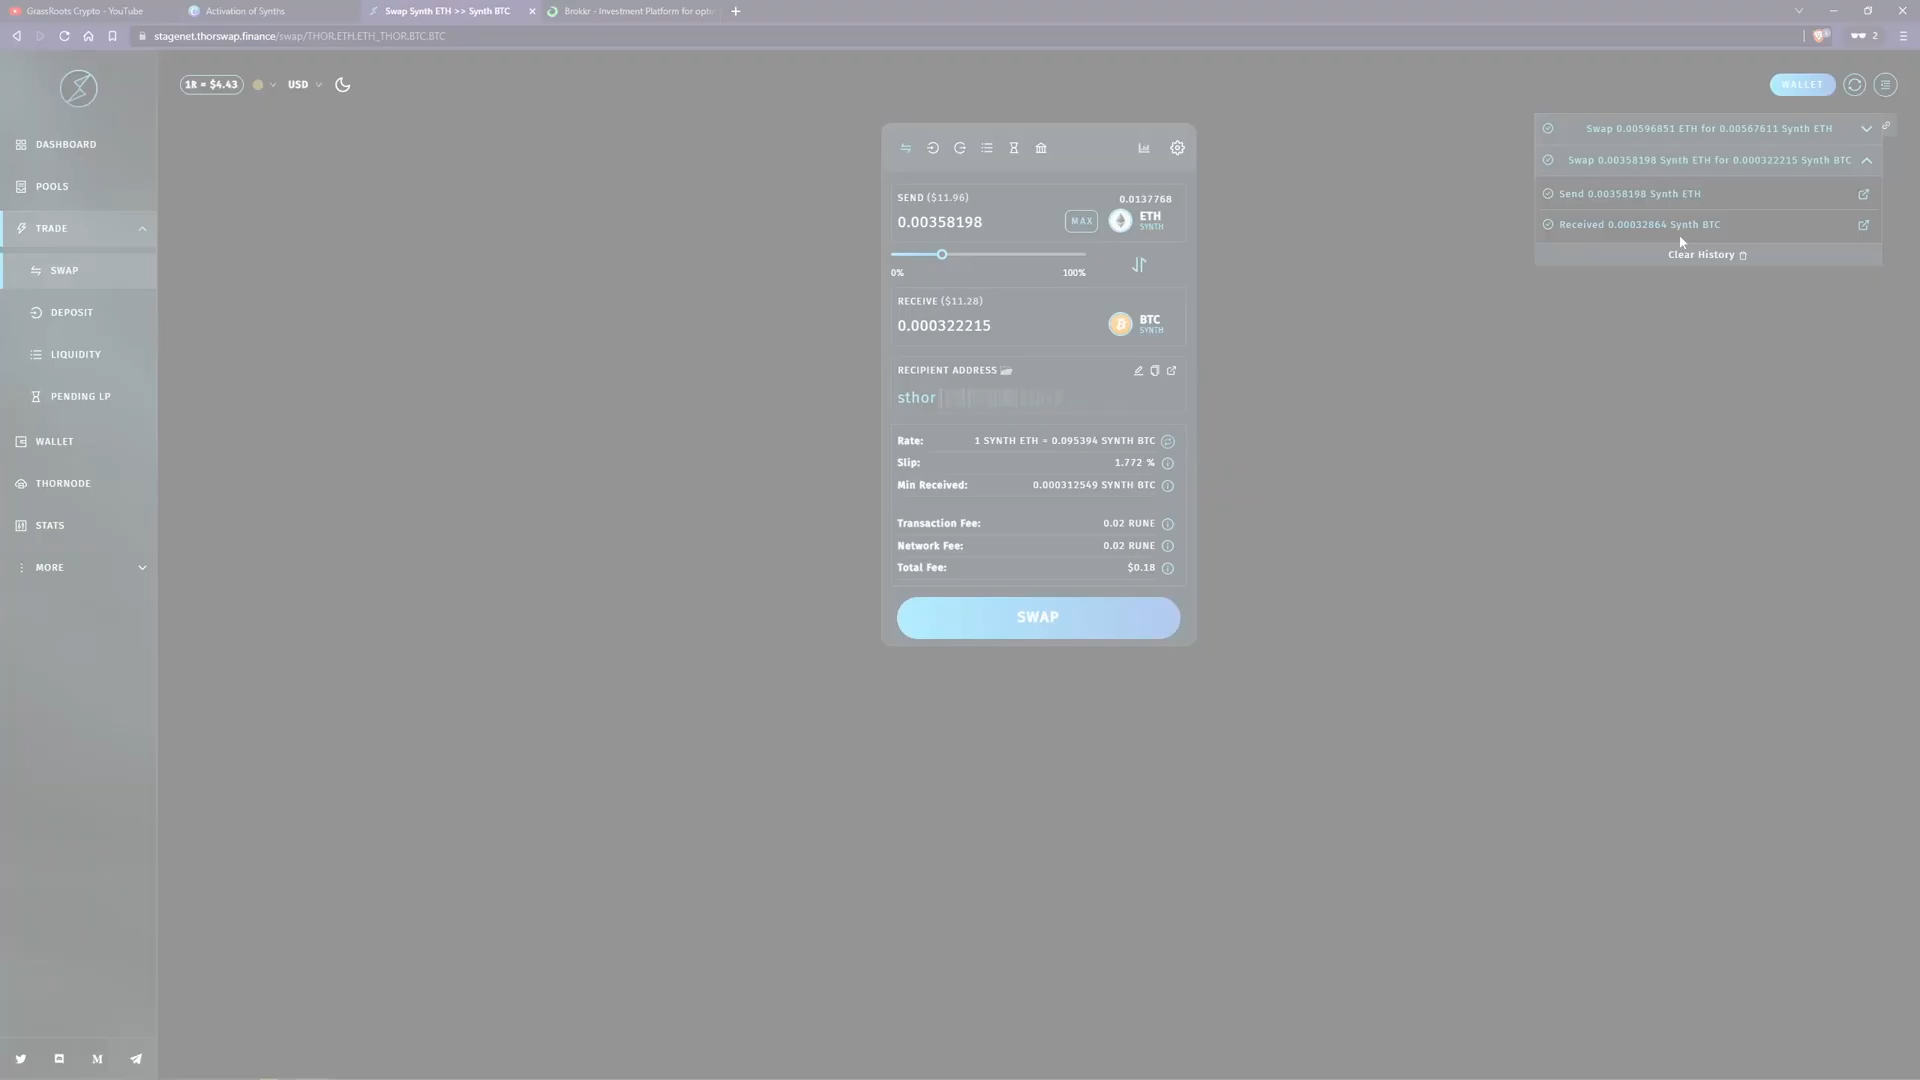 GrassRoots Crypto - YouTube
Activation of Synths
Swap Synth ETH >> Synth BTC
Brokkr - Investment Platform for
stagenet.thorswap.finance/swap/THOR.ETH.ETH_THOR.BTC.BTC
2
1R = $4.43
USD
WALLET
DASHBOARD
POOLS
TRADE
SWAP
DEPOSIT
LIQUIDITY
PENDING LP
WALLET
THORNODE
STATS
MORE
SEND ($11.96)
0.0137768
0.00358198
MAX
ETH
SYNTH
0%
100%
RECEIVE ($11.28)
0.000322215
BTC
SYNTH
RECIPIENT ADDRESS
sthor
Rate: 1 SYNTH ETH = 0.095394 SYNTH BTC
Slip: 1.772 %
Min Received: 0.000312549 SYNTH BTC
Transaction Fee: 0.02 RUNE
Network Fee: 0.02 RUNE
Total Fee: $0.18
SWAP
Swap 0.00596851 ETH for 0.00567611 Synth ETH
Swap 0.00358198 Synth ETH for 0.000322215 Synth BTC
Send 0.00358198 Synth ETH
Received 0.00032864 Synth BTC
Clear History